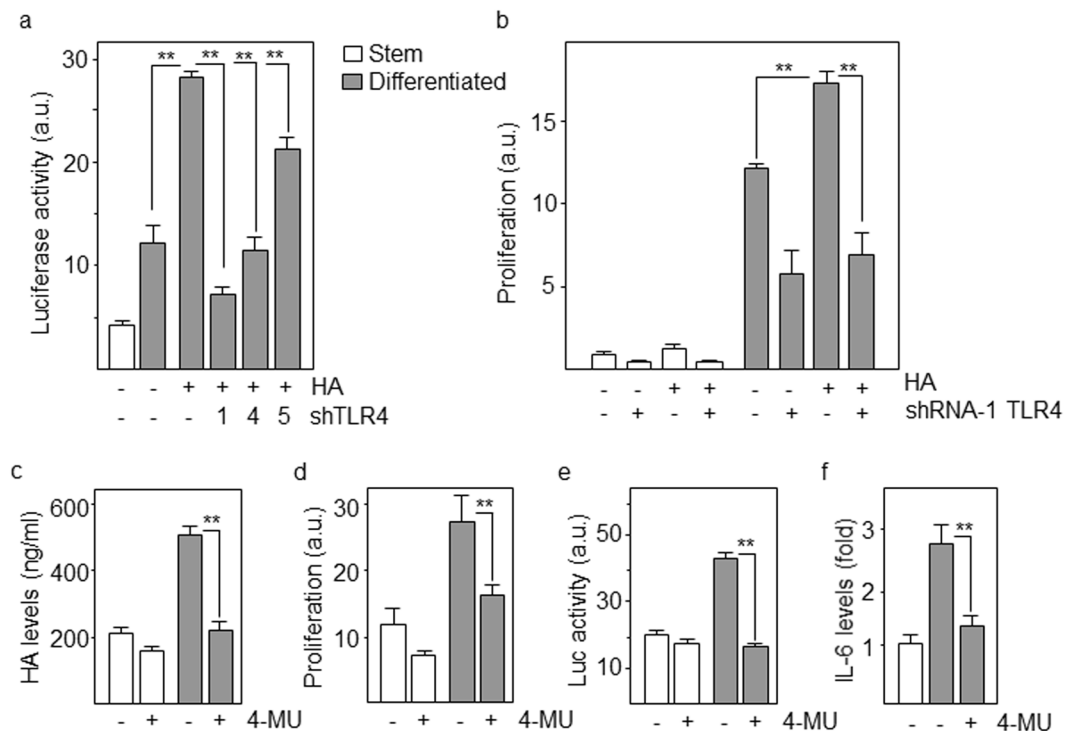 a
Luciferase activity (a.u.)
30
20
10
** ** ** **
- - + + + + HA
- - - 1 4 5 shTLR4
Stem
Differentiated
b
Proliferation (a.u.)
15
10
5
** **
- - + + - - + + HA
- + - + - + - + shRNA-1 TLR4
c
HA levels (ng/ml)
600
400
200
**
- + - + 4-MU
d
Proliferation (a.u.)
30
20
10
**
- + - + 4-MU
e
Luc activity (a.u.)
50
30
10
**
- + - + 4-MU
f
IL-6 levels (fold)
3
2
1
**
- - + 4-MU